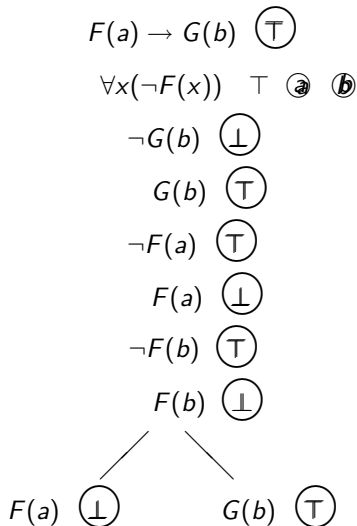 F(a) → G(b) ⊤
∀x(¬F(x)) ⊤ a b
¬G(b) ⊥
G(b) ⊤
¬F(a) ⊤
F(a) ⊥
¬F(b) ⊤
F(b) ⊥
F(a) ⊥ G(b) ⊤